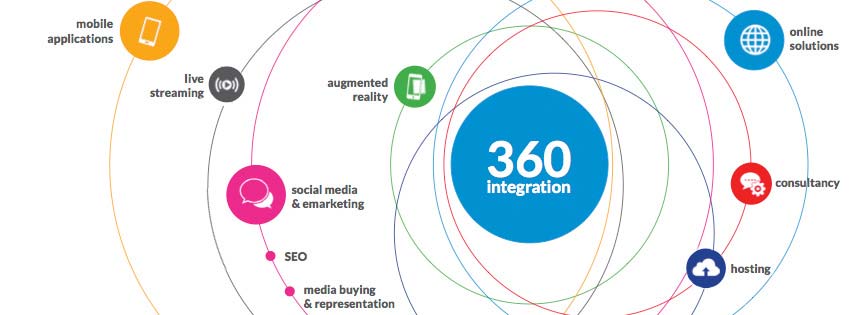 mobile
applications
live
streaming
augmented
reality
360
integration
online
solutions
social media
& emarketing
consultancy
SEO
hosting
media buying
& representation